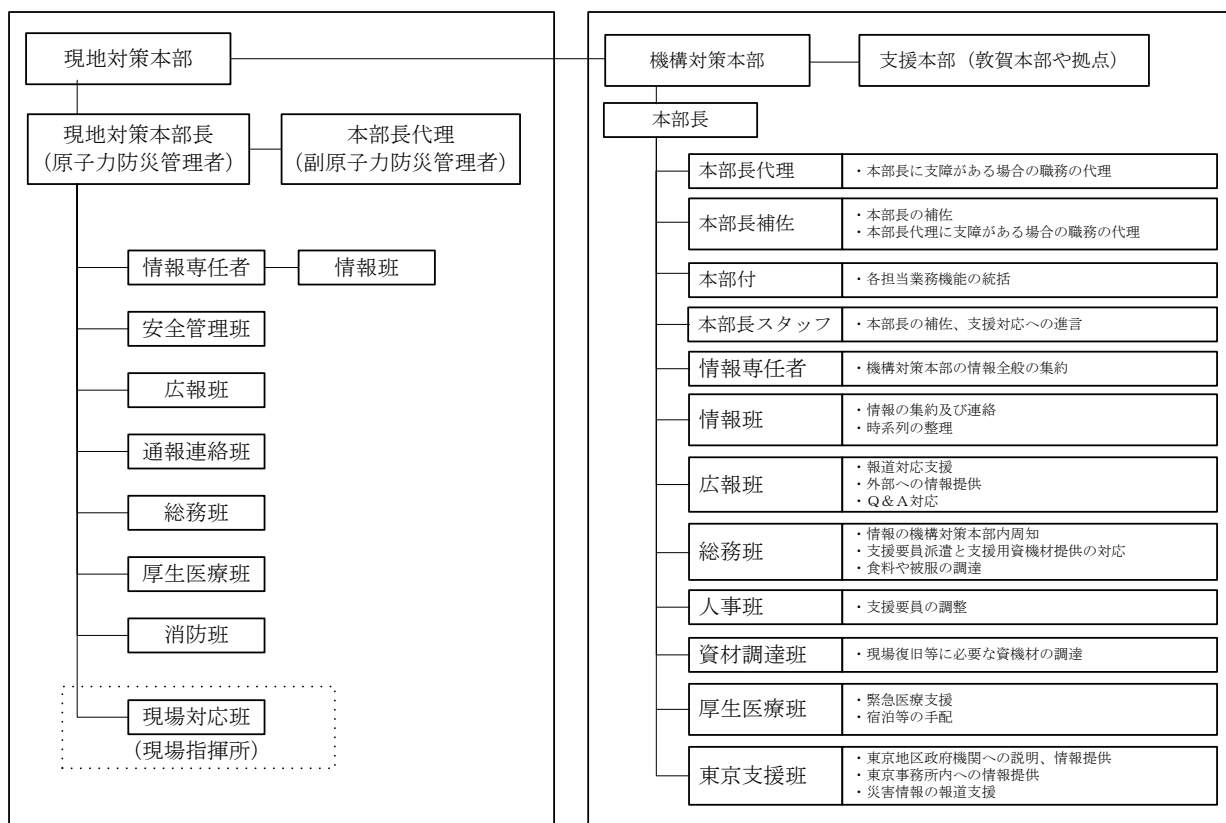 現地対策本部
現地対策本部長
(原子力防災管理者)
本部長代理
(副原子力防災管理者)
情報専任者
情報班
安全管理班
広報班
通報連絡班
総務班
厚生医療班
消防班
現場対応班
(現場指揮所)
機構対策本部
支援本部（敦賀本部や拠点）
本部長
本部長代理
・本部長に支障がある場合の職務の代理
本部長補佐
・本部長の補佐
・本部長代理に支障がある場合の職務の代理
本部付
・各担当業務機能の統括
本部長スタッフ
・本部長の補佐、支援対応への進言
情報専任者
・機構対策本部の情報全般の集約
情報班
・情報の集約及び連絡
・時系列の整理
広報班
・報道対応支援
・外部への情報提供
・Ｑ＆Ａ対応
総務班
・情報の機構対策本部内周知
・支援要員派遣と支援用資機材提供の対応
・食料や被服の調達
人事班
・支援要員の調整
資材調達班
・現場復旧等に必要な資機材の調達
厚生医療班
・緊急医療支援
・宿泊等の手配
東京支援班
・東京地区政府機関への説明、情報提供
・東京事務所内への情報提供
・災害情報の報道支援